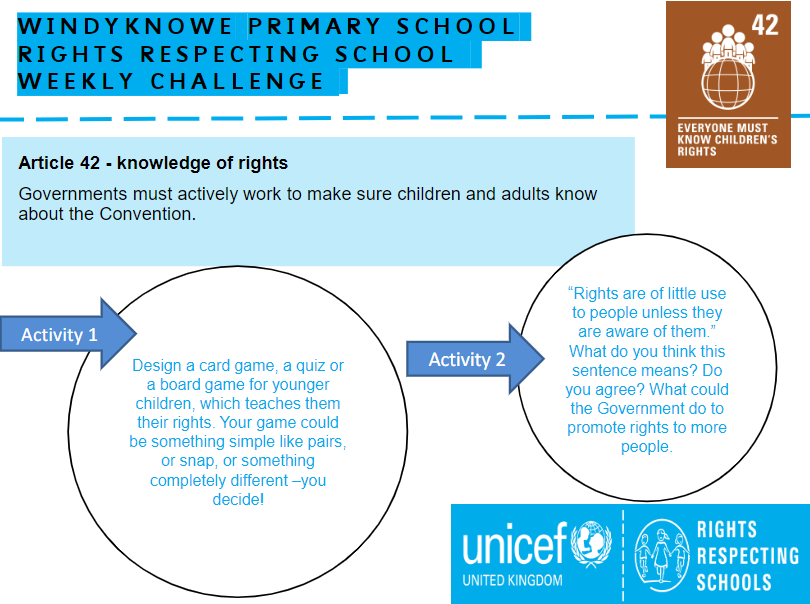 WINDYKNOWE PRIMARY SCHOOL
RIGHTS RESPECTING SCHOOL
WEEKLY CHALLENGE
42
EVERYONE MUST
KNOW CHILDREN'S
RIGHTS
Article 42 - knowledge of rights
Governments must actively work to make sure children and adults know
about the Convention.
Activity 1
Design a card game, a quiz or
a board game for younger
children, which teaches them
their rights. Your game could
be something simple like pairs,
or snap, or something
completely different –you
decide!
Activity 2
“Rights are of little use
to people unless they
are aware of them.”
What do you think this
sentence means? Do
you agree? What could
the Government do to
promote rights to more
people.
unicef
UNITED KINGDOM
RIGHTS
RESPECTING
SCHOOLS